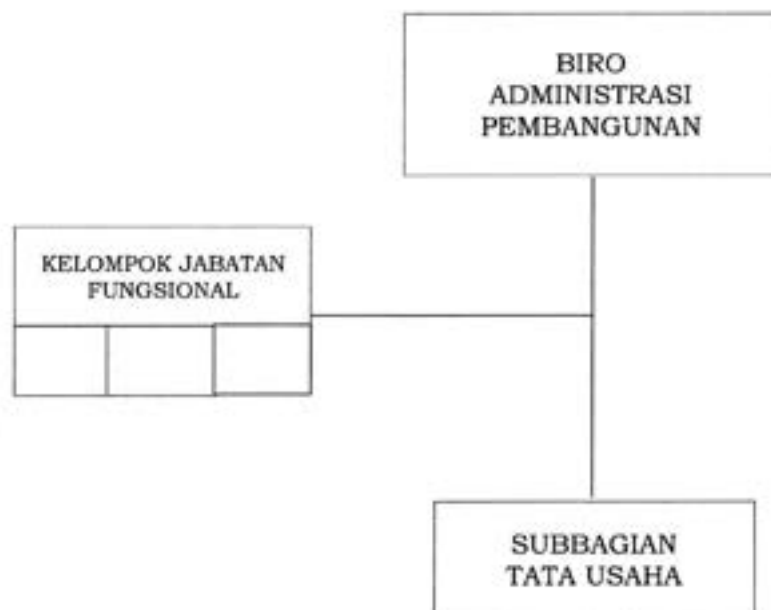 BIRO
ADMINISTRASI
PEMBANGUNAN
KELOMPOK JABATAN
FUNGSIONAL
SUBBAGIAN
TATA USAHA